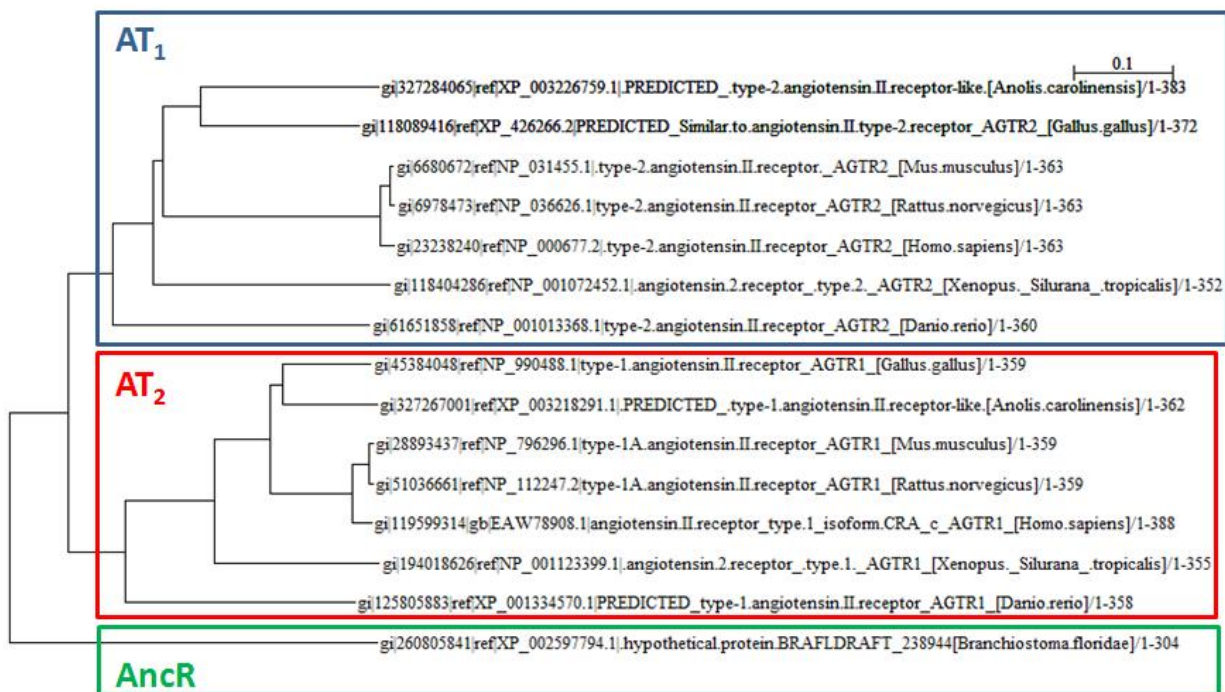 AT1
0.1
gi|327284065|ref|XP_003226759.1|.PREDICTED_.type-2.angiotensin.II.receptor-like.[Anolis.carolinensis]/1-383
gi|118089416|ref|XP_426266.2|PREDICTED_Similar.to.angiotensin.II.type-2.receptor_AGTR2_[Gallus.gallus]/1-372
gi|6680672|ref|NP_031455.1|.type-2.angiotensin.II.receptor._AGTR2_[Mus.musculus]/1-363
gi|6978473|ref|NP_036626.1|type-2.angiotensin.II.receptor_AGTR2_[Rattus.norvegicus]/1-363
gi|23238240|ref|NP_000677.2|.type-2.angiotensin.II.receptor_AGTR2_[Homo.sapiens]/1-363
gi|118404286|ref|NP_001072452.1|.angiotensin.2.receptor_.type.2._AGTR2_[Xenopus._Silurana_.tropicalis]/1-352
gi|61651858|ref|NP_001013368.1|type-2.angiotensin.II.receptor_AGTR2_[Danio.rerio]/1-360
AT2
gi|45384048|ref|NP_990488.1|type-1.angiotensin.II.receptor_AGTR1_[Gallus.gallus]/1-359
gi|327267001|ref|XP_003218291.1|.PREDICTED_.type-1.angiotensin.II.receptor-like.[Anolis.carolinensis]/1-362
gi|28893437|ref|NP_796296.1|type-1A.angiotensin.II.receptor_AGTR1_[Mus.musculus]/1-359
gi|51036661|ref|NP_112247.2|type-1A.angiotensin.II.receptor_AGTR1_[Rattus.norvegicus]/1-359
gi|119599314|gb|EAW78908.1|angiotensin.II.receptor_type.1_isoform.CRA_c_AGTR1_[Homo.sapiens]/1-388
gi|194018626|ref|NP_001123399.1|.angiotensin.2.receptor_.type.1._AGTR1_[Xenopus._Silurana_.tropicalis]/1-355
gi|125805883|ref|XP_001334570.1|PREDICTED_type-1.angiotensin.II.receptor_AGTR1_[Danio.rerio]/1-358
gi|260805841|ref|XP_002597794.1|.hypothetical.protein.BRAFLDRAFT_238944[Branchiostoma.floridae]/1-304
AncR